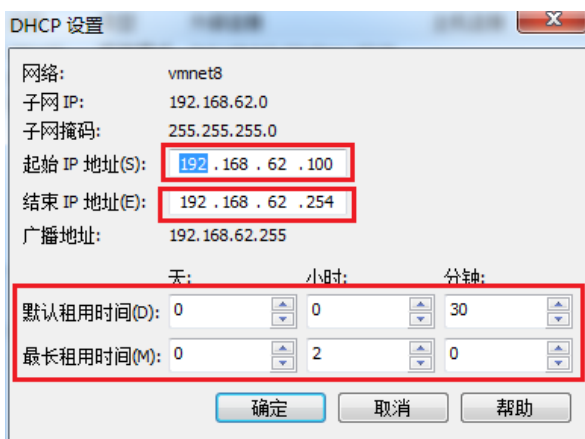 DHCP 设置
网络: vmnet8
子网 IP: 192.168.62.0
子网掩码: 255.255.255.0
起始 IP 地址(S): 192 .168 . 62 .100
结束 IP 地址(E): 192 .168 . 62 .254
广播地址: 192.168.62.255
天: 小时: 分钟:
默认租用时间(D): 0 0 30
最长租用时间(M): 0 2 0
确定 取消 帮助